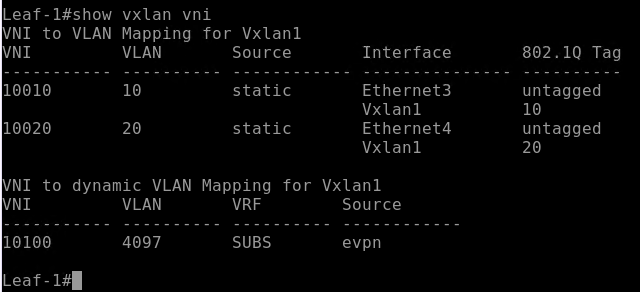 Leaf-1#show vxlan vni
VNI to VLAN Mapping for Vxlan1
VNI         VLAN       Source       Interface       802.1Q Tag
----------- ---------- ------------ --------------- ----------
10010       10         static       Ethernet3       untagged
                                    Vxlan1          10
10020       20         static       Ethernet4       untagged
                                    Vxlan1          20
VNI to dynamic VLAN Mapping for Vxlan1
VNI         VLAN       VRF        Source
----------- ---------- ---------- ------------
10100       4097       SUBS       evpn
Leaf-1#